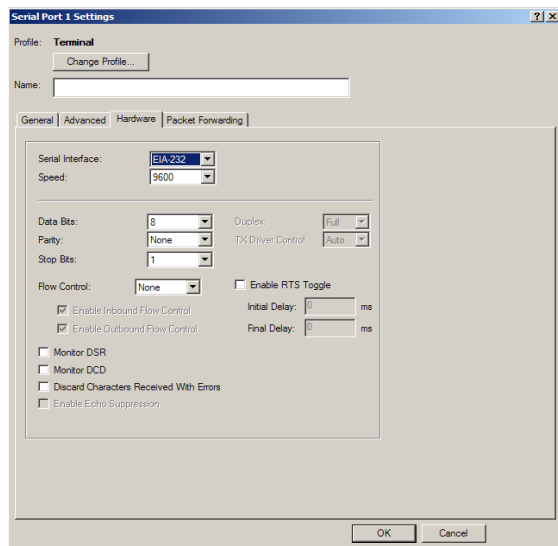 Serial Port 1 Settings
Profile: Terminal
Change Profile...
Name:
General Advanced Hardware Packet Forwarding
Serial Interface: EIA-232
Speed: 9600
Data Bits: 8 Duplex: Full
Parity: None TX Driver Control Auto
Stop Bits: 1
Flow Control: None Enable RTS Toggle
Enable Inbound Flow Control Initial Delay: 0 ms
Enable Outbound Flow Control Final Delay: 0 ms
Monitor DSR
Monitor DCD
Discard Characters Received With Errors
Enable Echo Suppression
OK Cancel